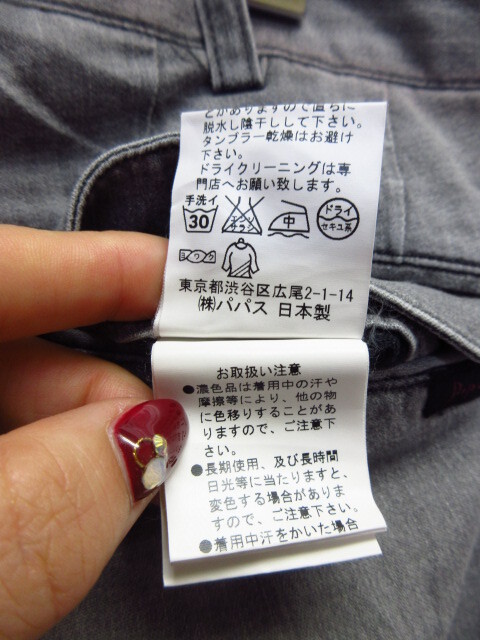 とがありますので直ちに
脱水し陰干しして下さい。
タンブラー乾燥はお避け
下さい。
ドライクリーニングは専
門店へお願い致します。
手洗イ
30
エンソ
サラシ
中
ドライ
セキユ系
ヨワク
東京都渋谷区広尾2-1-14
㈱パパス 日本製
お取扱い注意
●濃色品は着用中の汗や
摩擦等により、他の物
に色移りすることがあ
りますので、ご注意下
さい。
●長期使用、及び長時間
日光等に当たりますと、
変色する場合がありま
すので、ご注意下さい。
●着用中汗をかいた場合